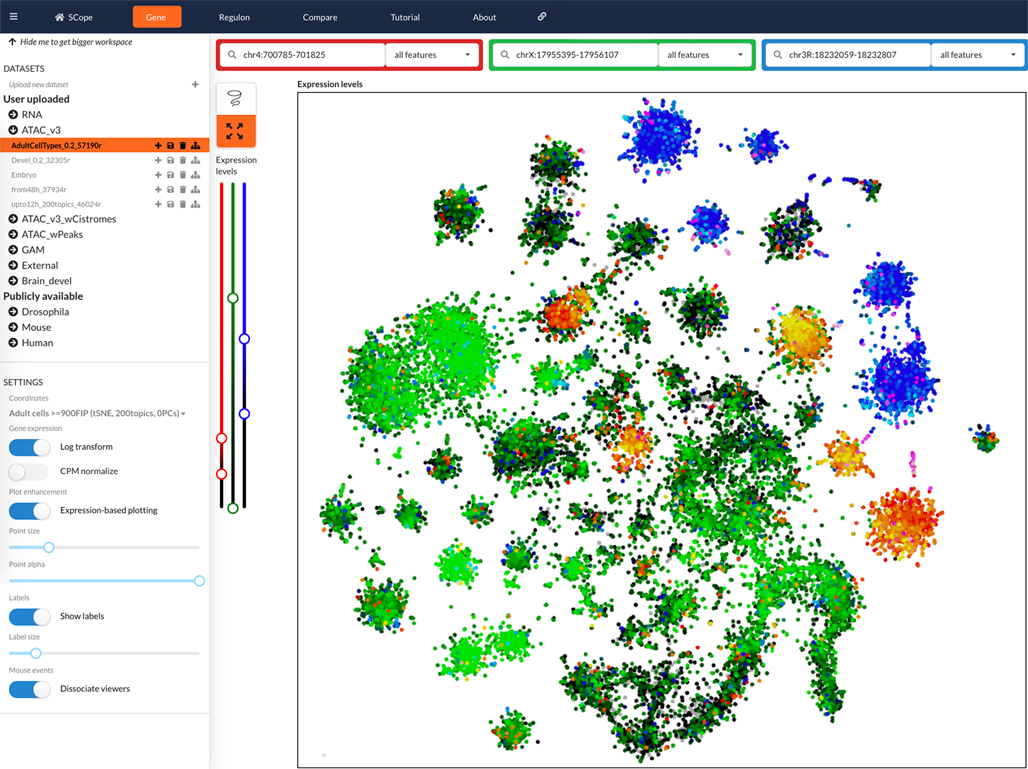 SCope
Gene
Regulon
Compare
Tutorial
About
Hide me to get bigger workspace
DATASETS
Upload new dataset
User uploaded
RNA
ATAC_v3
AdultCellTypes_0.2_57190r
Devel_0.2_32305r
Embryo
from48h_37934r
upto12h_200topics_46024r
ATAC_v3_wCistromes
ATAC_wPeaks
GAM
External
Brain_devel
Publicly available
Drosophila
Mouse
Human
SETTINGS
Coordinates
Adult cells >=900FIP (tSNE, 200topics, 0PCs)
Gene expression
Log transform
CPM normalize
Plot enhancement
Expression-based plotting
Point size
Point alpha
Labels
Show labels
Label size
Mouse events
Dissociate viewers
chr4:700785-701825 all features
chrX:17955395-17956107 all features
chr3R:18232059-18232807 all features
Expression levels
Expression
levels